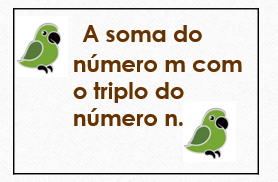 A soma do
número m com
o triplo do
número n.